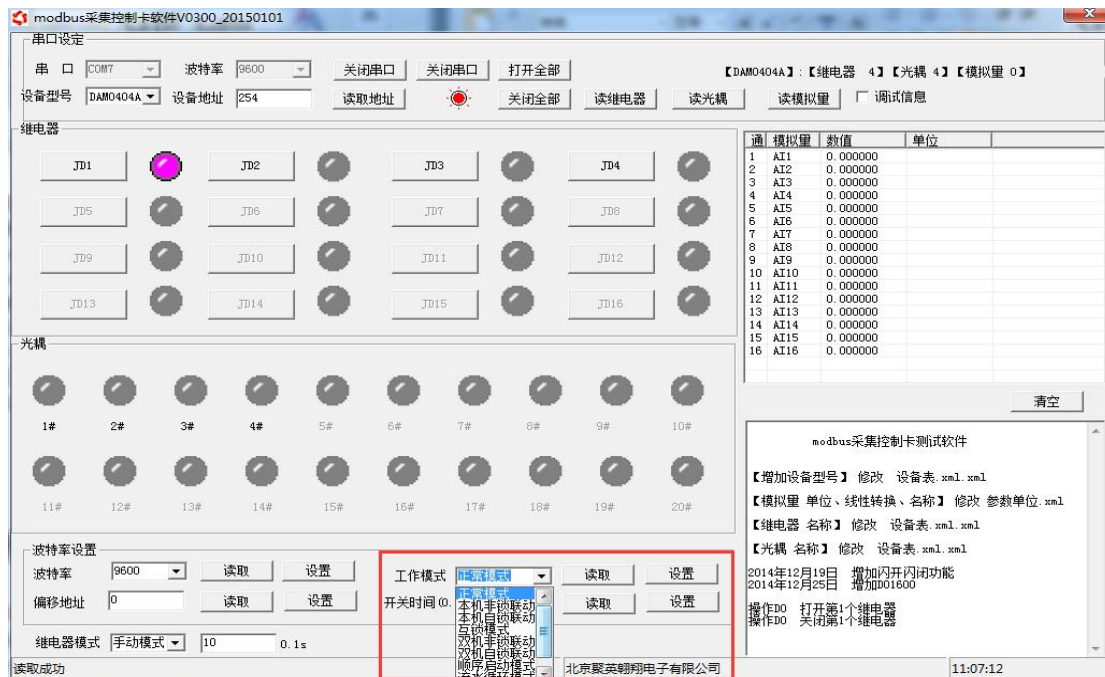 modbus采集控制卡软件V0300_20150101
串口设定
串 口 COM7 波特率 9600 关闭串口 关闭串口 打开全部 【DAM0404A】:【继电器 4】【光耦 4】【模拟量 0】
设备型号 DAM0404A 设备地址 254 读取地址 关闭全部 读继电器 读光耦 读模拟量 调试信息
继电器
JD1 JD2 JD3 JD4
JD5 JD6 JD7 JD8
JD9 JD10 JD11 JD12
JD13 JD14 JD15 JD16
通 模拟量 数值 单位
1 AI1 0.000000
2 AI2 0.000000
3 AI3 0.000000
4 AI4 0.000000
5 AI5 0.000000
6 AI6 0.000000
7 AI7 0.000000
8 AI8 0.000000
9 AI9 0.000000
10 AI10 0.000000
11 AI11 0.000000
12 AI12 0.000000
13 AI13 0.000000
14 AI14 0.000000
15 AI15 0.000000
16 AI16 0.000000
清空
光耦
1# 2# 3# 4# 5# 6# 7# 8# 9# 10#
11# 12# 13# 14# 15# 16# 17# 18# 19# 20#
modbus采集控制卡测试软件
【增加设备型号】 修改 设备表.xml.xml
【模拟量 单位、线性转换、名称】 修改 参数单位.xml
【继电器 名称】 修改 设备表.xml.xml
【光耦 名称】 修改 设备表.xml.xml
2014年12月19日 增加闪开闪闭功能
2014年12月25日 增加DO1600
操作DO 打开第1个继电器
操作DO 关闭第1个继电器
波特率设置
波特率 9600 读取 设置
偏移地址 0 读取 设置
继电器模式 手动模式 10 0.1s
工作模式 正常模式 读取 设置
开关时间(0. 读取 设置
正常模式
本机非锁联动
本机自锁联动
互锁模式
双机非锁联动
双机自锁联动
顺序启动模式
流水循环模式
读取成功 北京聚英翱翔电子有限公司 11:07:12